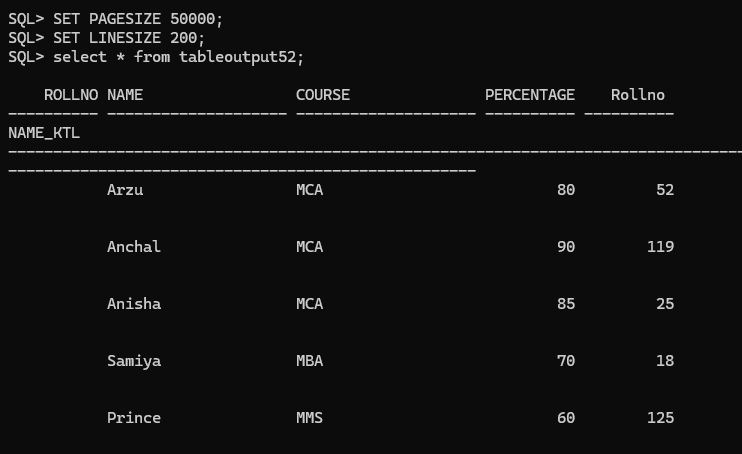 SQL> SET PAGESIZE 50000;
SQL> SET LINESIZE 200;
SQL> select * from tableoutput52;
ROLLNO NAME COURSE PERCENTAGE Rollno
---------- -------------------- -------------------- ---------- ----------
NAME_KTL
----------------------------------------------------------------------------------
----------------------------------------------------
Arzu MCA 80 52
Anchal MCA 90 119
Anisha MCA 85 25
Samiya MBA 70 18
Prince MMS 60 125